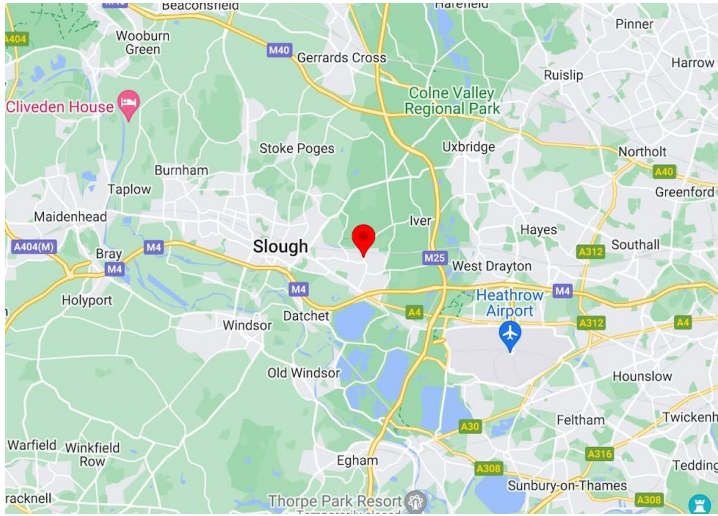 Beaconsfield
Harefield
Pinner
A404
Wooburn
Green
M40
Gerrards Cross
Harrow
Ruislip
Cliveden House
Colne Valley
Regional Park
Stoke Poges
Uxbridge
Northolt
Burnham
A40
Taplow
Greenford
Maidenhead
Iver
Hayes
A404(M)
Bray
M4
Slough
A312
Southall
M25
M4
West Drayton
M4
M4
Holyport
Heathrow
Airport
Datchet
A4
Windsor
A312
A4
Old Windsor
Hounslow
Feltham
Twickenh
A30
Warfield
Winkfield
Row
A316
Egham
A308
Tedding
Sunbury-on-Thames
racknell
Thorpe Park Resort
A308
Temporarily closed